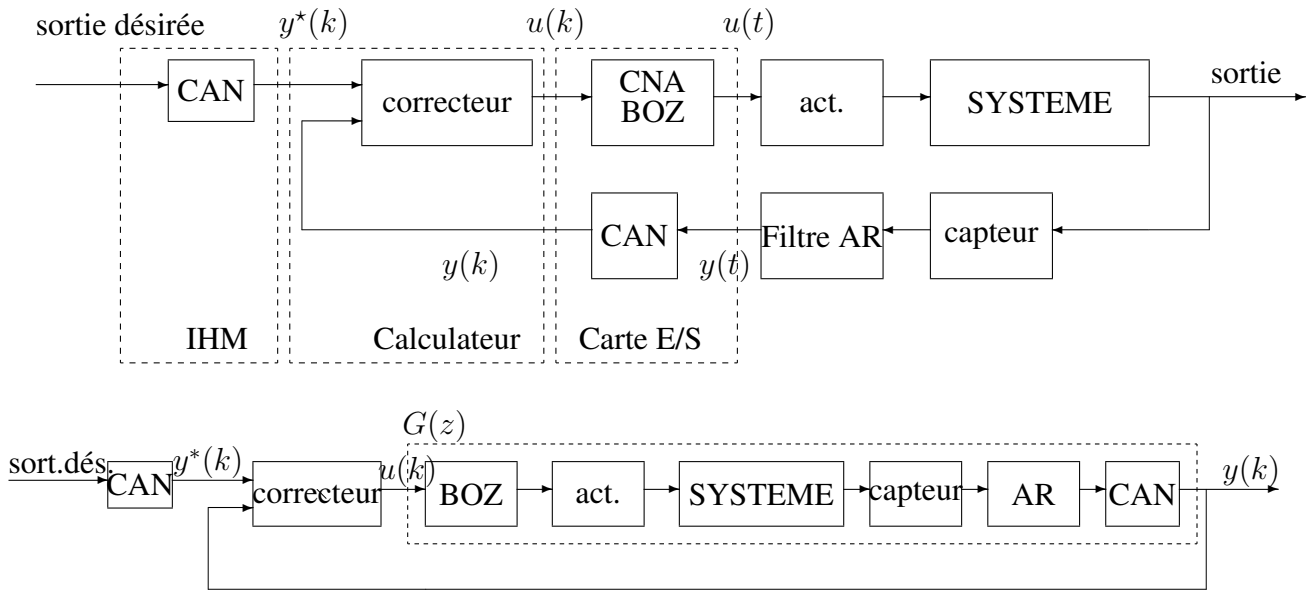 sortie désirée
y⋆(k)
u(k)
u(t)
CAN
correcteur
CNA
BOZ
act.
SYSTEME
sortie
CAN
Filtre AR
capteur
y(k)
y(t)
IHM
Calculateur
Carte E/S
G(z)
sort.dés.
CAN
y*(k)
correcteur
u(k)
BOZ
act.
SYSTEME
capteur
AR
CAN
y(k)